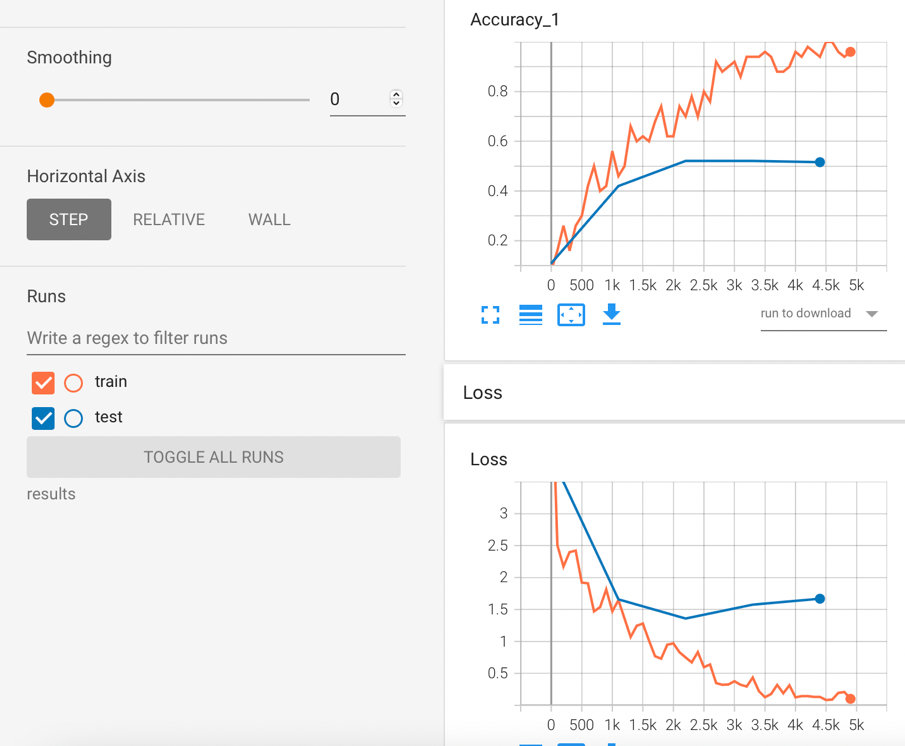 Smoothing
0
Horizontal Axis
STEP RELATIVE WALL
Runs
Write a regex to filter runs
train
test
TOGGLE ALL RUNS
results
Accuracy_1
0.8
0.6
0.4
0.2
0 500 1k 1.5k 2k 2.5k 3k 3.5k 4k 4.5k 5k
run to download
Loss
Loss
3
2.5
2
1.5
1
0.5
0 500 1k 1.5k 2k 2.5k 3k 3.5k 4k 4.5k 5k